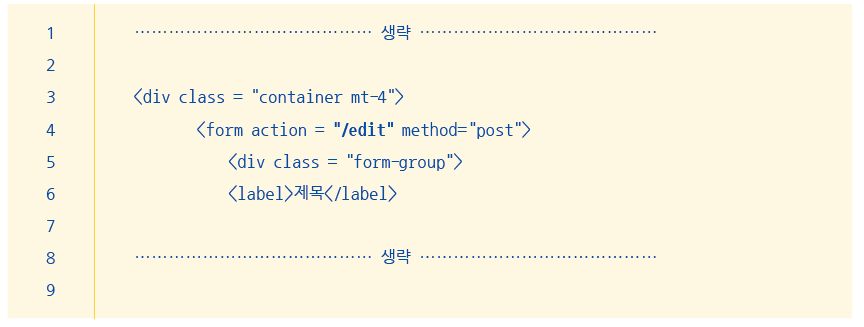 1 …………………………………… 생략 ……………………………………
2
3 <div class = "container mt-4">
4 <form action = "/edit" method="post">
5 <div class = "form-group">
6 <label>제목</label>
7
8 …………………………………… 생략 ……………………………………
9